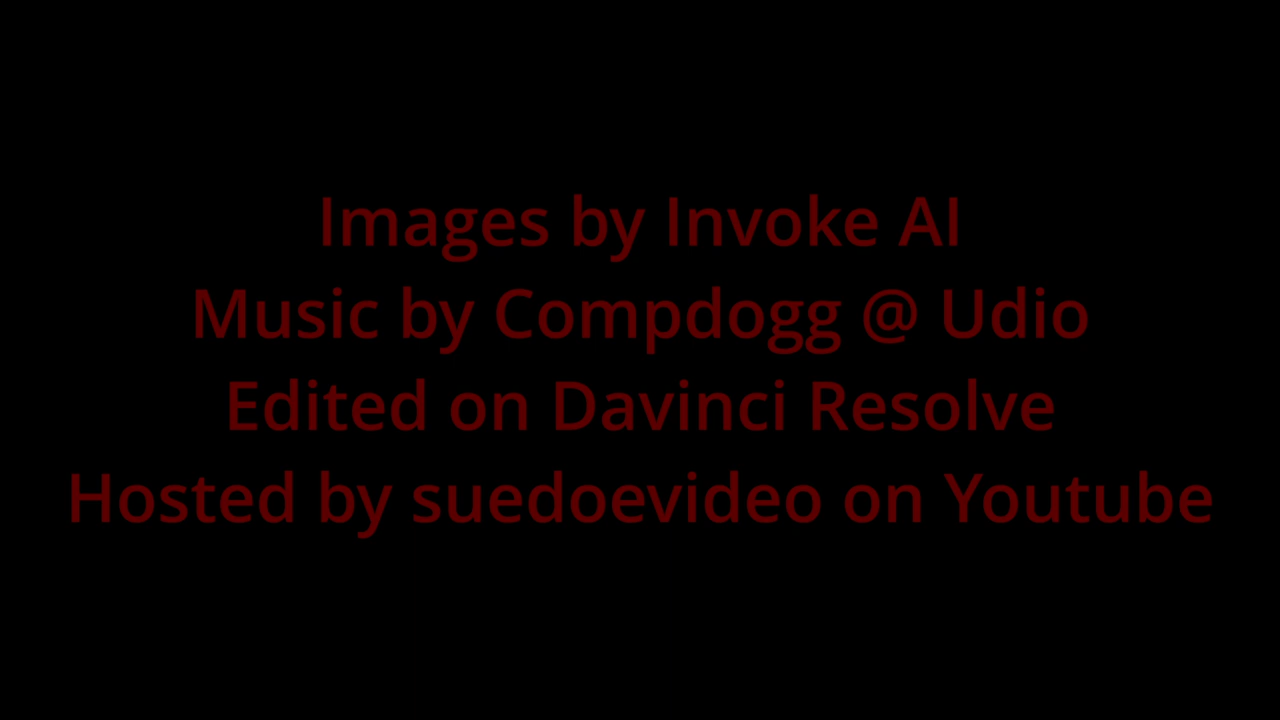 Images by Invoke AI
Music by Compdogg @ Udio
Edited on Davinci Resolve
Hosted by suedoevideo on Youtube